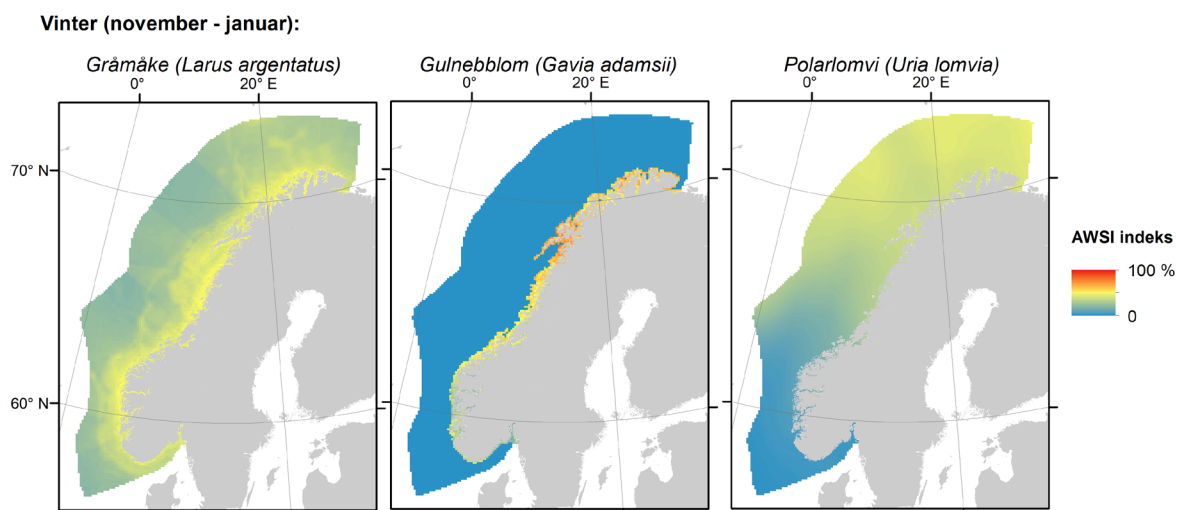 Vinter (november - januar):
Gråmåke (Larus argentatus)
Gulnebblom (Gavia adamsii)
Polarlomvi (Uria lomvia)
0°
20° E
0°
20° E
0°
20° E
70° N
60° N
AWSI indeks
100 %
0